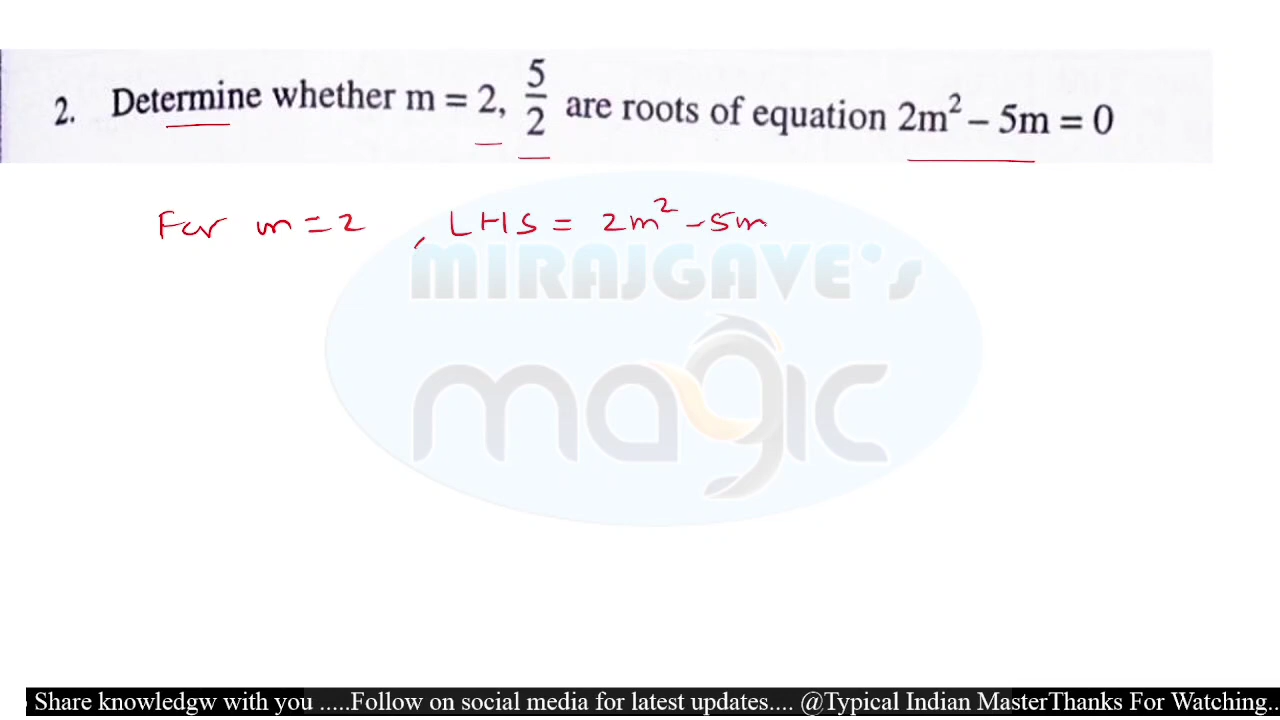 2. Determine whether m = 2, 5/2 are roots of equation 2m² – 5m = 0
For m = 2 , LHS = 2m² – 5m
MIRAJGAVE's
magic
Share knowledgw with you .....Follow on social media for latest updates.... @Typical Indian MasterThanks For Watching..